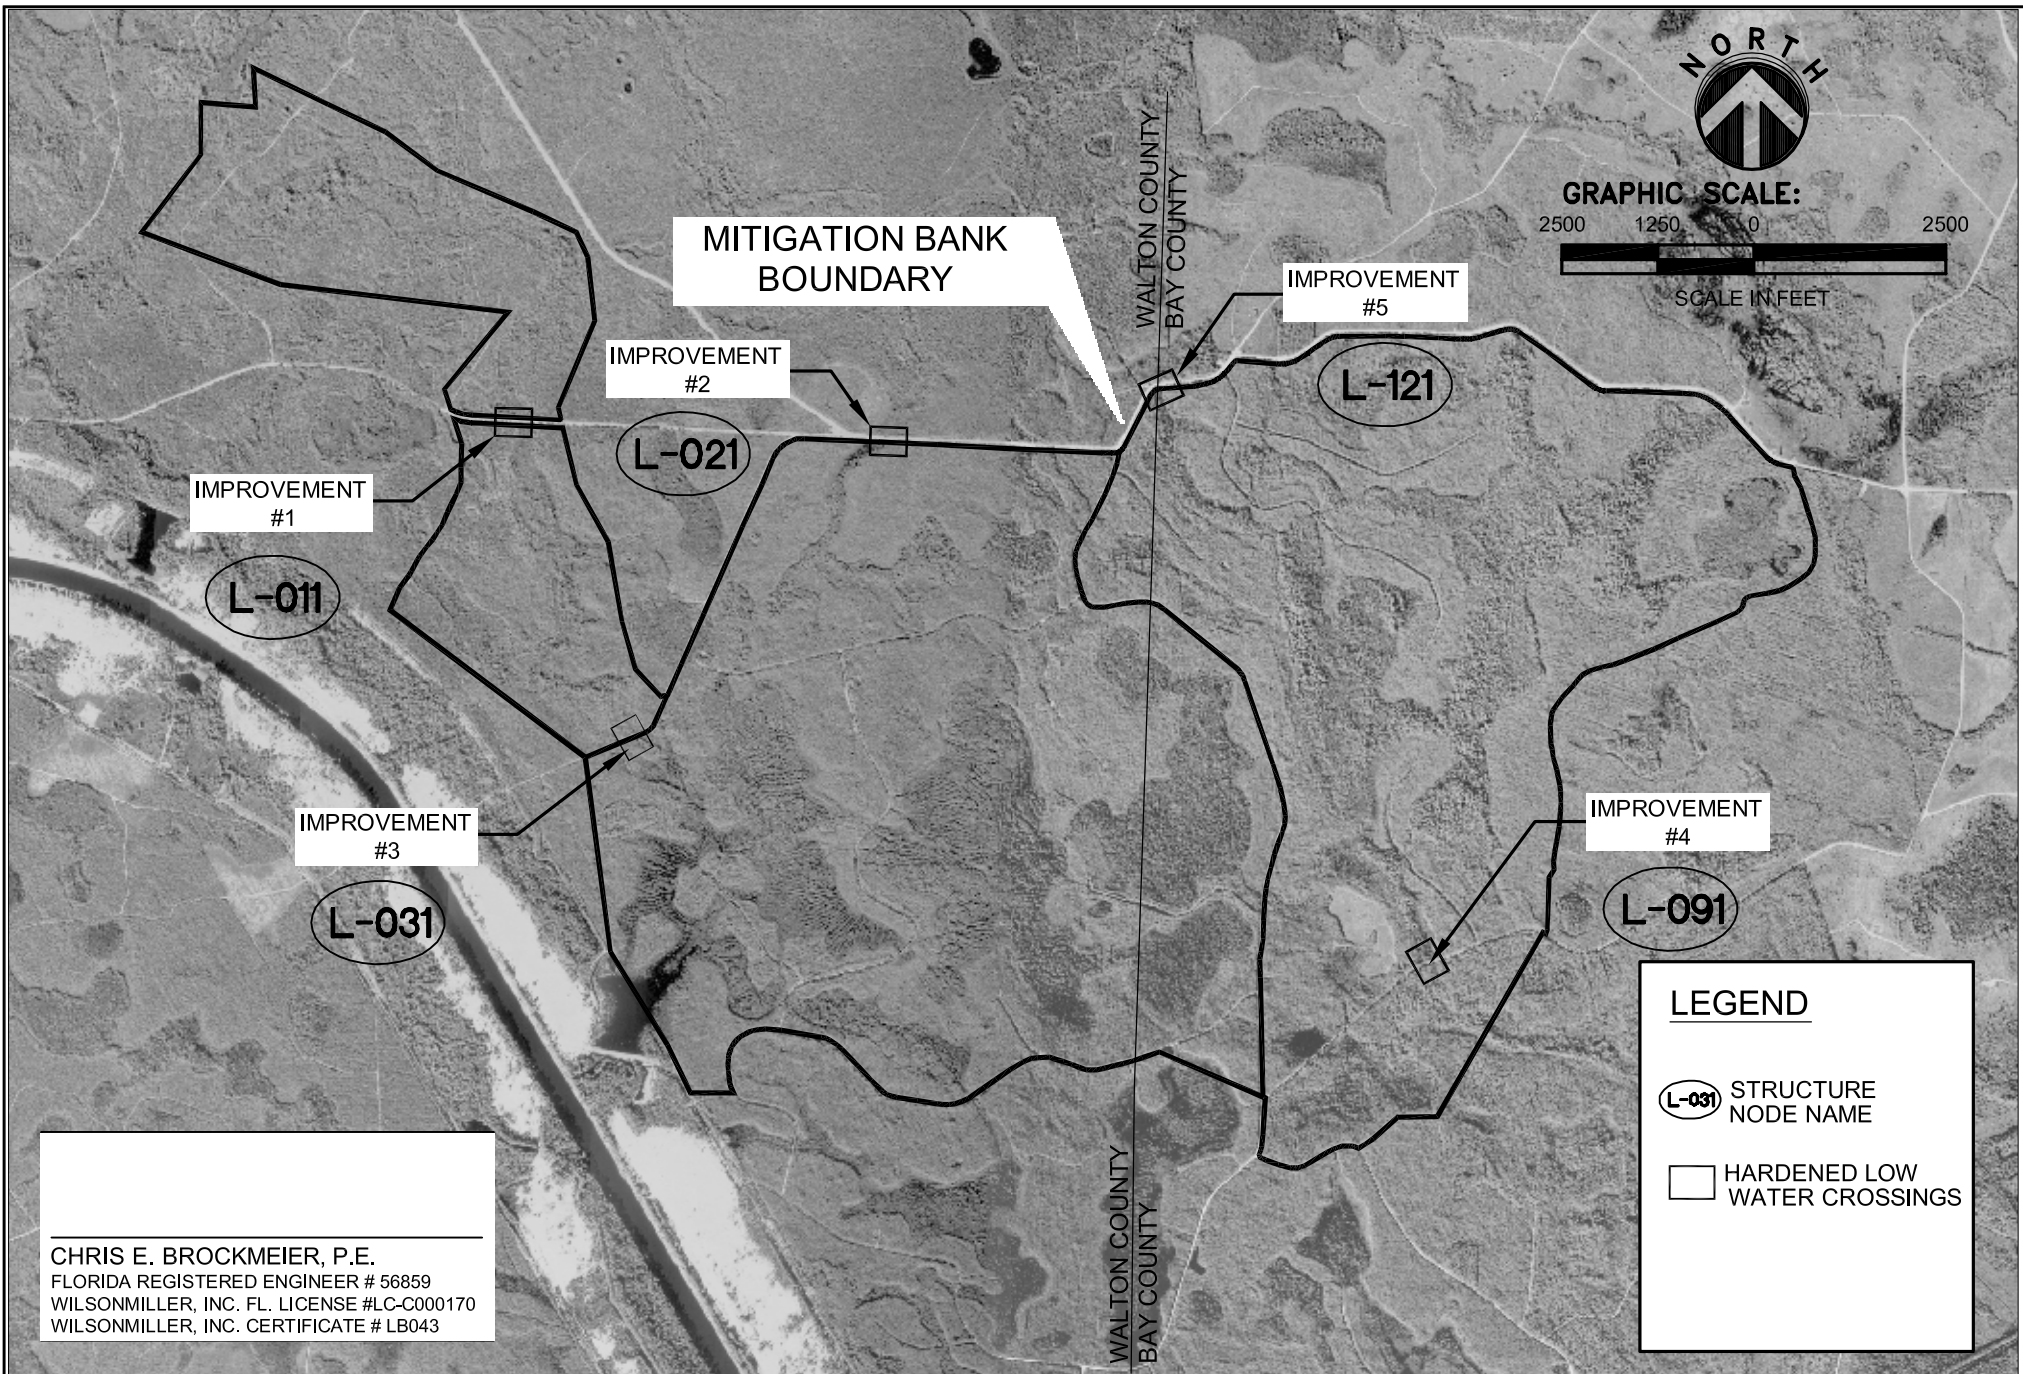 NORTH
GRAPHIC SCALE:
2500 1250 0 2500
SCALE IN FEET
WALTON COUNTY
BAY COUNTY
MITIGATION BANK
BOUNDARY
IMPROVEMENT
#5
L-121
IMPROVEMENT
#2
L-021
IMPROVEMENT
#1
L-011
IMPROVEMENT
#3
L-031
IMPROVEMENT
#4
L-091
LEGEND
L-031 STRUCTURE
NODE NAME
HARDENED LOW
WATER CROSSINGS
WALTON COUNTY
BAY COUNTY
CHRIS E. BROCKMEIER, P.E.
FLORIDA REGISTERED ENGINEER # 56859
WILSONMILLER, INC. FL. LICENSE #LC-C000170
WILSONMILLER, INC. CERTIFICATE # LB043